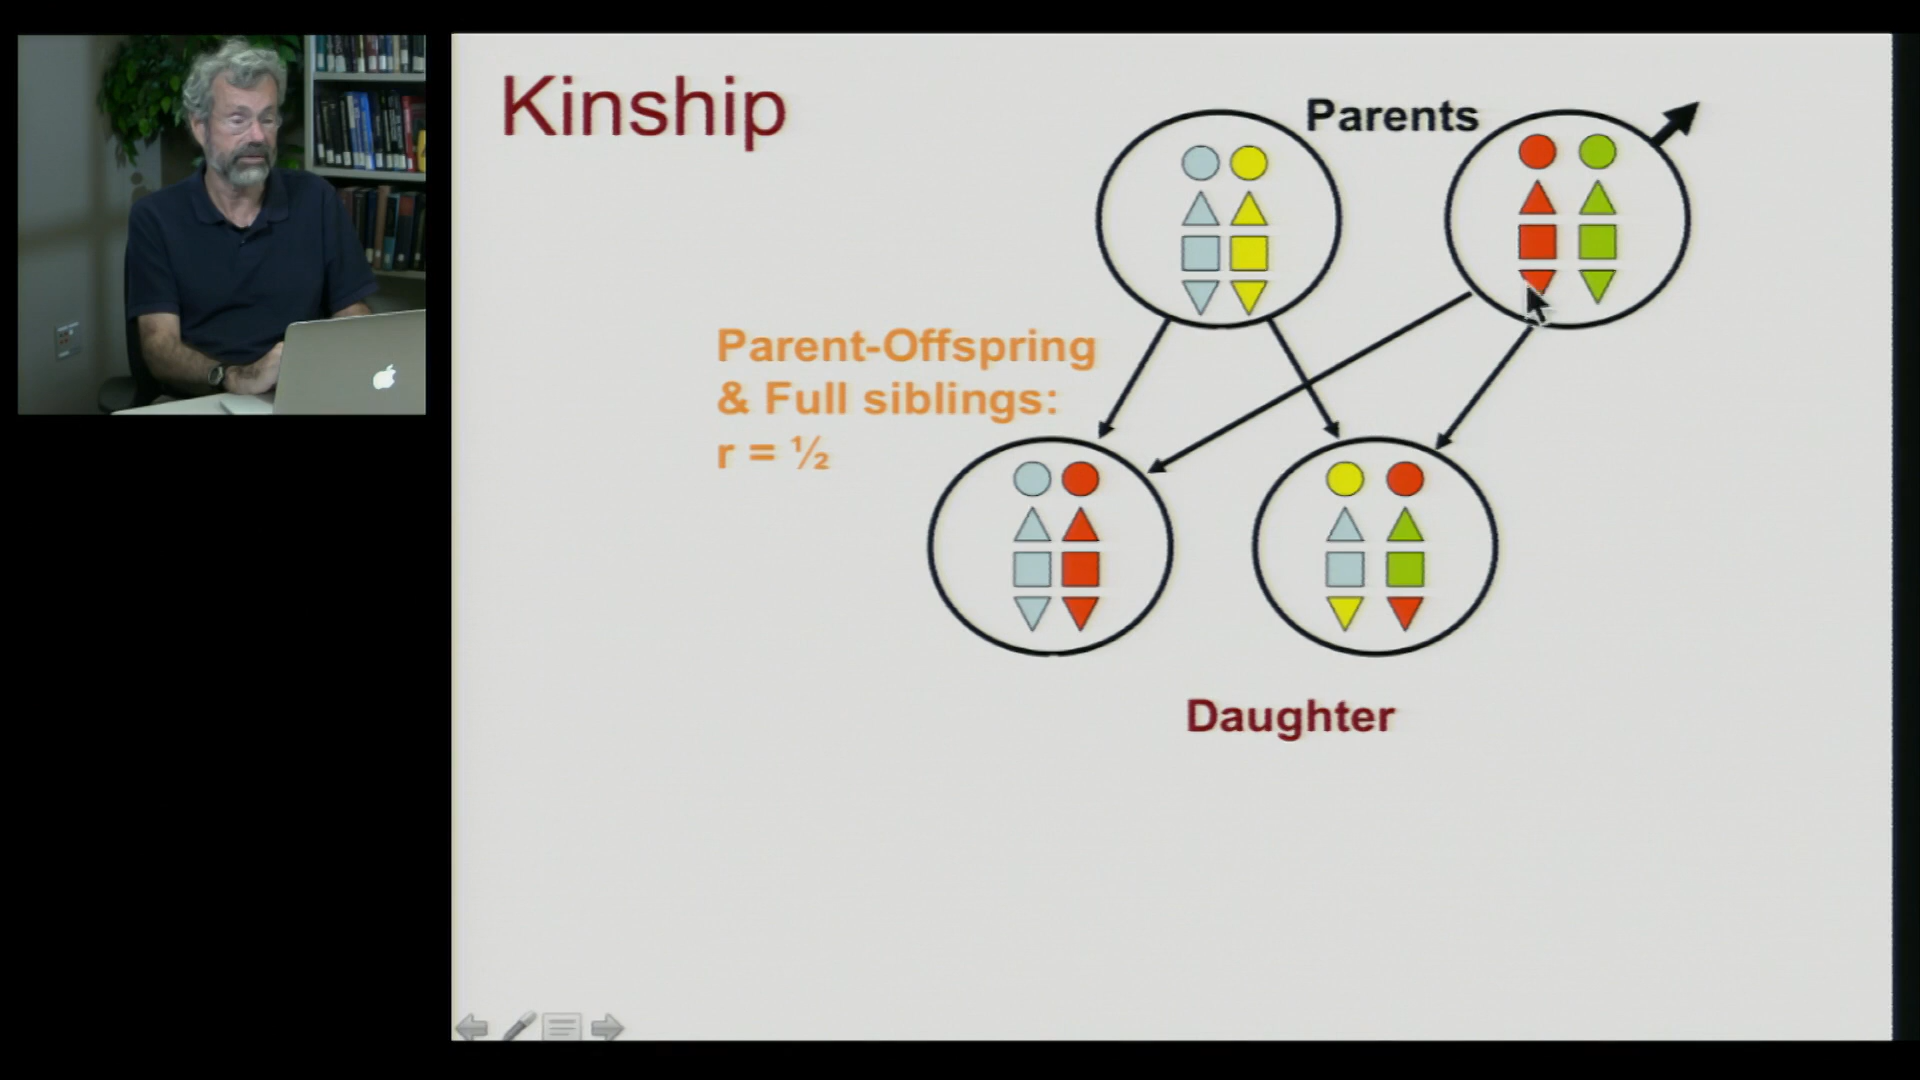 Kinship
Parents
Parent-Offspring
& Full siblings:
r = ½
Daughter